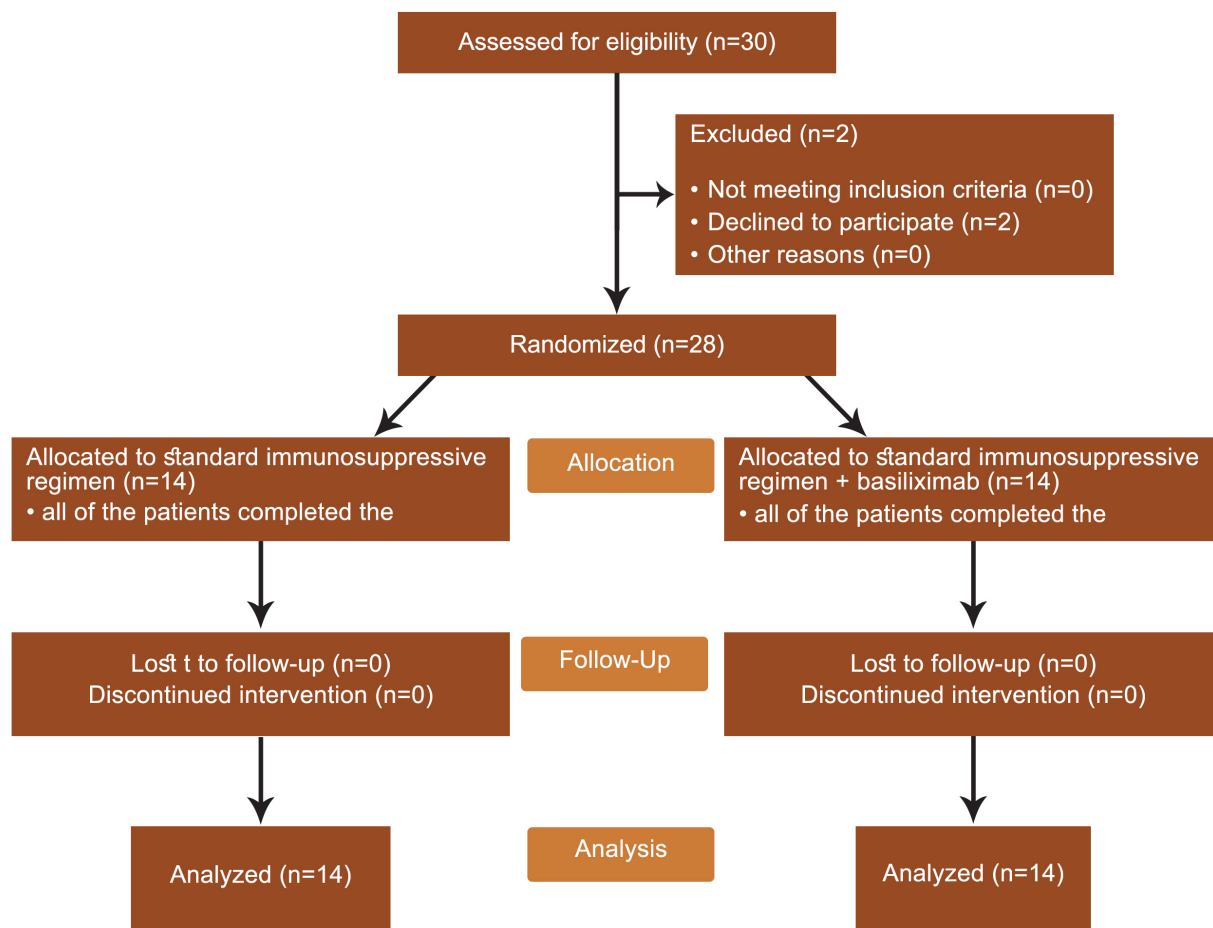 Assessed for eligibility (n=30)
Excluded (n=2)
• Not meeting inclusion criteria (n=0)
• Declined to participate (n=2)
• Other reasons (n=0)
Randomized (n=28)
Allocated to standard immunosuppressive
regimen (n=14)
• all of the patients completed the
Allocation
Allocated to standard immunosuppressive
regimen + basiliximab (n=14)
• all of the patients completed the
Lost t to follow-up (n=0)
Discontinued intervention (n=0)
Follow-Up
Lost to follow-up (n=0)
Discontinued intervention (n=0)
Analyzed (n=14)
Analysis
Analyzed (n=14)